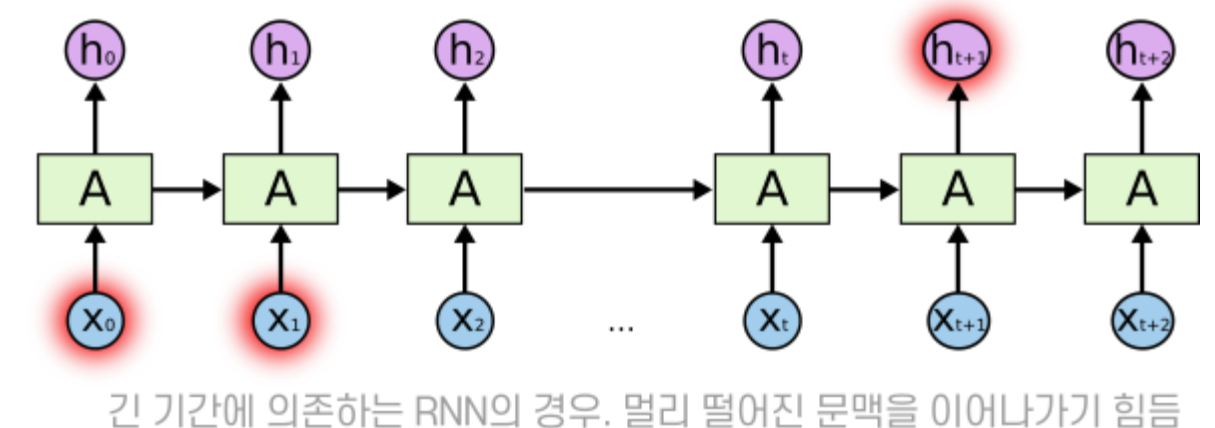 h₀ h₁ h₂ hₜ hₜ₊₁ hₜ₊₂
A A A A A A
x₀ x₁ x₂ ... xₜ xₜ₊₁ xₜ₊₂
긴 기간에 의존하는 RNN의 경우. 멀리 떨어진 문맥을 이어나가기 힘듬